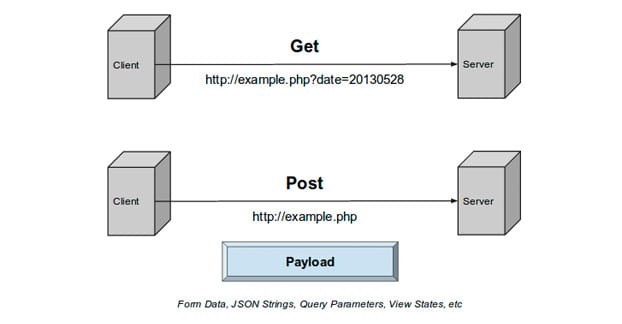 Get
Client
Server
http://example.php?date=20130528
Post
Client
Server
http://example.php
Payload
Form Data, JSON Strings, Query Parameters, View States, etc